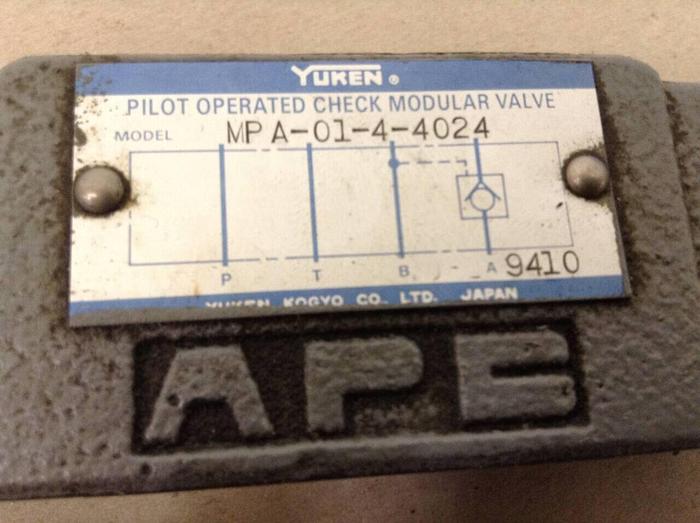 YUKEN ®
PILOT OPERATED CHECK MODULAR VALVE
MODEL MPA-01-4-4024
P T B A 9410
YUKEN KOGYO CO. LTD. JAPAN
APE